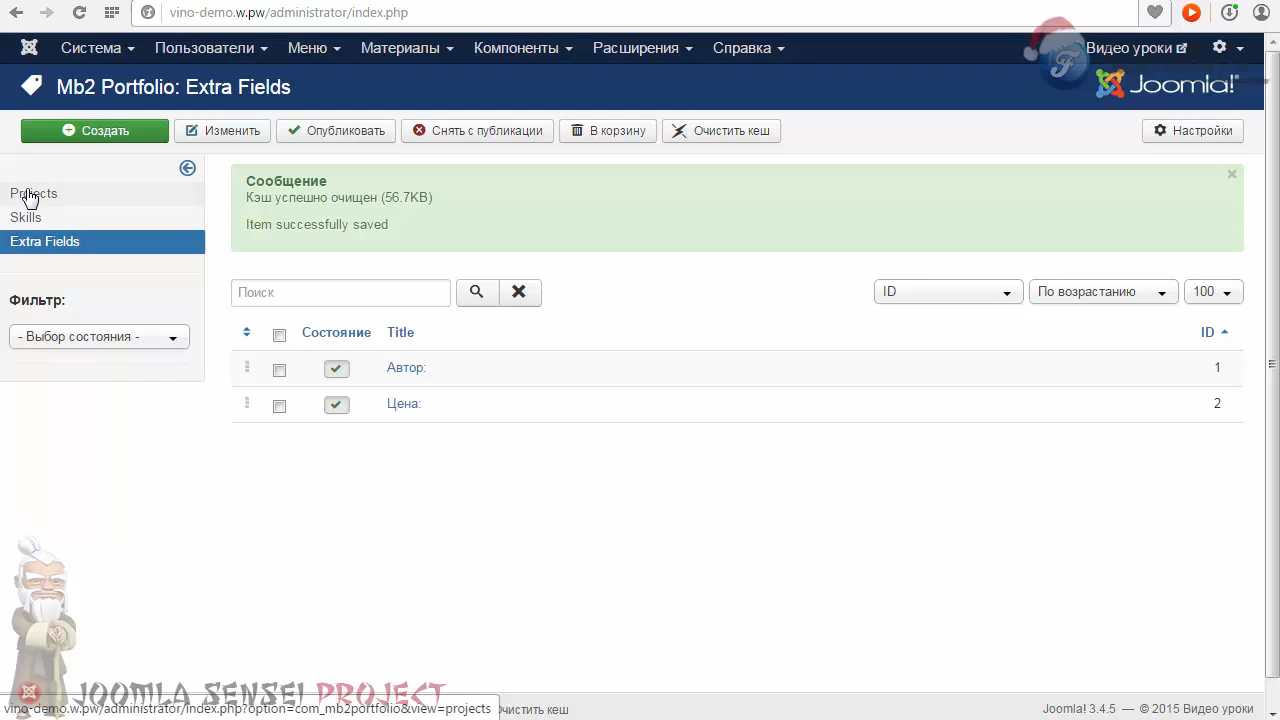 vino-demo.w.pw/administrator/index.php
Система Пользователи Меню Материалы Компоненты Расширения Справка Видео уроки
Mb2 Portfolio: Extra Fields
Joomla!®
Создать Изменить Опубликовать Снять с публикации В корзину Очистить кеш Настройки
Projects
Skills
Extra Fields
Фильтр:
- Выбор состояния -
Сообщение
Кэш успешно очищен (56.7KB)
Item successfully saved
Поиск ID По возрастанию 100
Состояние Title ID
Автор: 1
Цена: 2
JOOMLA SENSEI PROJECT
vino-demo.w.pw/administrator/index.php?option=com_mb2portfolio&view=projects
Очистить кеш
Joomla! 3.4.5 — © 2015 Видео уроки